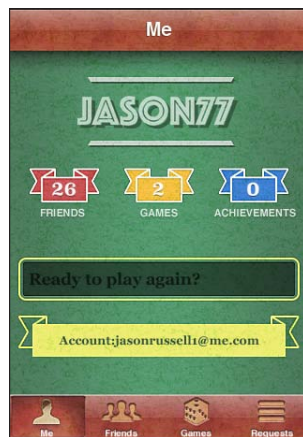 Me
JASON77
26 2 0
FRIENDS GAMES ACHIEVEMENTS
Ready to play again?
Account:jasonrussell1@me.com
Me Friends Games Requests